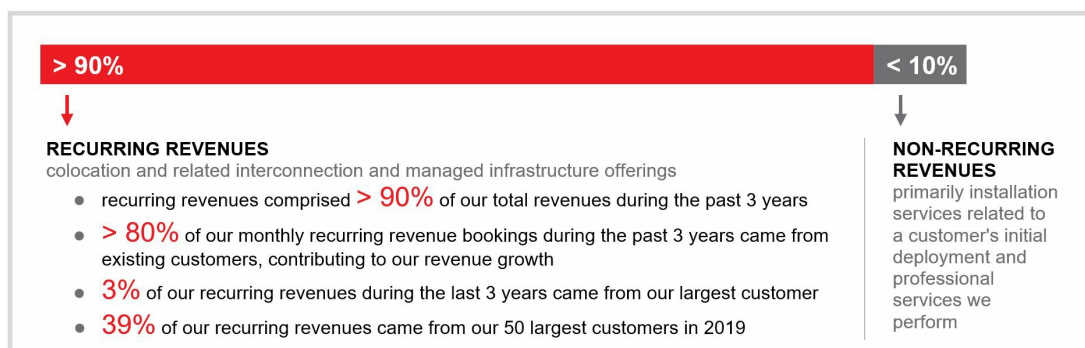 > 90%
< 10%
RECURRING REVENUES
colocation and related interconnection and managed infrastructure offerings
● recurring revenues comprised > 90% of our total revenues during the past 3 years
● > 80% of our monthly recurring revenue bookings during the past 3 years came from
existing customers, contributing to our revenue growth
● 3% of our recurring revenues during the last 3 years came from our largest customer
● 39% of our recurring revenues came from our 50 largest customers in 2019
NON-RECURRING
REVENUES
primarily installation
services related to
a customer's initial
deployment and
professional
services we
perform